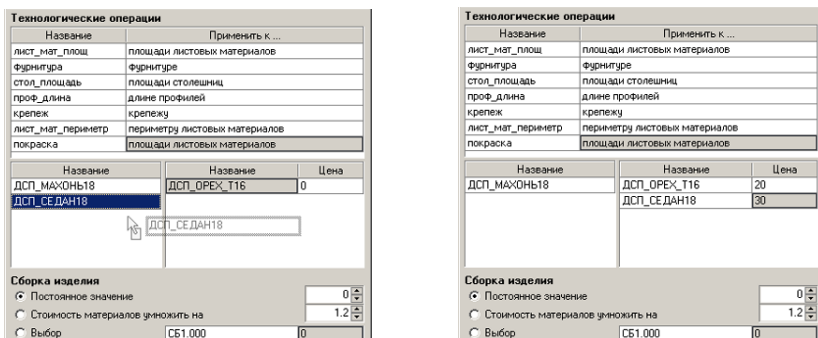 Технологические операции
Название Применить к ...
лист_мат_площ площади листовых материалов
фурнитура фурнитуре
стол_площадь площади столешниц
проф_длина длине профилей
крепеж крепежу
лист_мат_периметр периметру листовых материалов
покраска площади листовых материалов
Название Название Цена
ДСП_МАХОНЬ18 ДСП_ОРЕХ_Т16 0
ДСП_СЕДАН18
ДСП_СЕДАН18
Сборка изделия
Постоянное значение 0
Стоимость материалов умножить на 1.2
Выбор СБ1.000 0
Технологические операции
Название Применить к ...
лист_мат_площ площади листовых материалов
фурнитура фурнитуре
стол_площадь площади столешниц
проф_длина длине профилей
крепеж крепежу
лист_мат_периметр периметру листовых материалов
покраска площади листовых материалов
Название Название Цена
ДСП_МАХОНЬ18 ДСП_ОРЕХ_Т16 20
ДСП_СЕДАН18 30
Сборка изделия
Постоянное значение 0
Стоимость материалов умножить на 1.2
Выбор СБ1.000 0